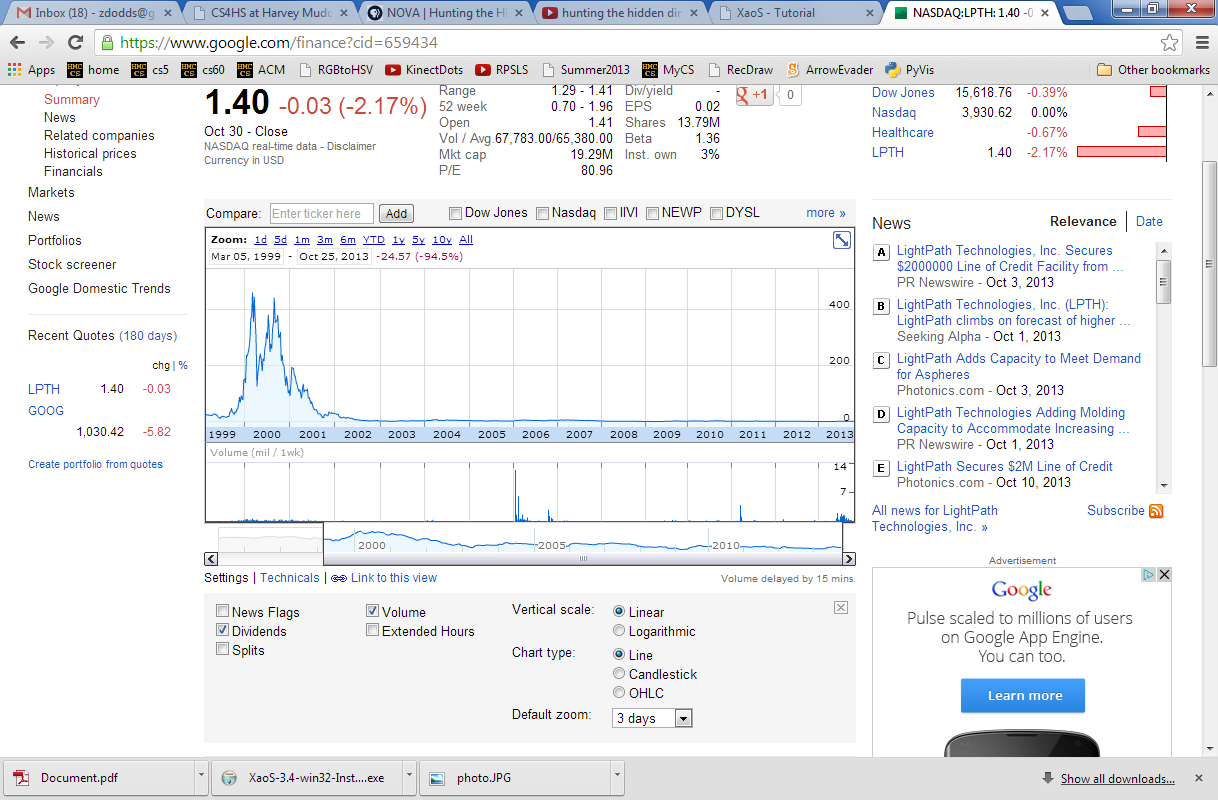 Inbox (18) - zdodds@g
CS4HS at Harvey Mudd
NOVA | Hunting the Hi
hunting the hidden dir
XaoS - Tutorial
NASDAQ:LPTH: 1.40 -0
https://www.google.com/finance?cid=659434
Apps home cs5 cs60 ACM RGBtoHSV KinectDots RPSLS Summer2013 MyCS RecDraw ArrowEvader PyVis Other bookmarks
Summary
News
Related companies
Historical prices
Financials
Markets
News
Portfolios
Stock screener
Google Domestic Trends
Recent Quotes (180 days)
chg | %
LPTH 1.40 -0.03
GOOG
1,030.42 -5.82
Create portfolio from quotes
1.40 -0.03 (-2.17%)
Oct 30 - Close
NASDAQ real-time data - Disclaimer
Currency in USD
Range 1.29 - 1.41 Div/yield -
52 week 0.70 - 1.96 EPS 0.02
Open 1.41 Shares 13.79M
Vol / Avg. 67,783.00/65,380.00 Beta 1.36
Mkt cap 19.29M Inst. own 3%
P/E 80.96
g +1 0
Dow Jones 15,618.76 -0.39%
Nasdaq 3,930.62 0.00%
Healthcare -0.67%
LPTH 1.40 -2.17%
Compare: Enter ticker here Add Dow Jones Nasdaq IIVI NEWP DYSL more »
Zoom: 1d 5d 1m 3m 6m YTD 1y 5y 10y All
Mar 05, 1999 - Oct 25, 2013 -24.57 (-94.5%)
400
200
0
1999 2000 2001 2002 2003 2004 2005 2006 2007 2008 2009 2010 2011 2012 2013
Volume (mil / 1wk)
14
7
2000 2005 2010
Settings | Technicals | Link to this view
Volume delayed by 15 mins.
News Flags
Dividends
Splits
Volume
Extended Hours
Vertical scale: Linear
Logarithmic
Chart type: Line
Candlestick
OHLC
Default zoom: 3 days
News
Relevance | Date
A LightPath Technologies, Inc. Secures
$2000000 Line of Credit Facility from ...
PR Newswire - Oct 3, 2013
B LightPath Technologies, Inc. (LPTH):
LightPath climbs on forecast of higher ...
Seeking Alpha - Oct 1, 2013
C LightPath Adds Capacity to Meet Demand
for Aspheres
Photonics.com - Oct 3, 2013
D LightPath Technologies Adding Molding
Capacity to Accommodate Increasing ...
PR Newswire - Oct 1, 2013
E LightPath Secures $2M Line of Credit
Photonics.com - Oct 10, 2013
All news for LightPath
Technologies, Inc. »
Subscribe
Advertisement
Google
Pulse scaled to millions of users
on Google App Engine.
You can too.
Learn more
Document.pdf
XaoS-3.4-win32-Inst....exe
photo.JPG
Show all downloads...